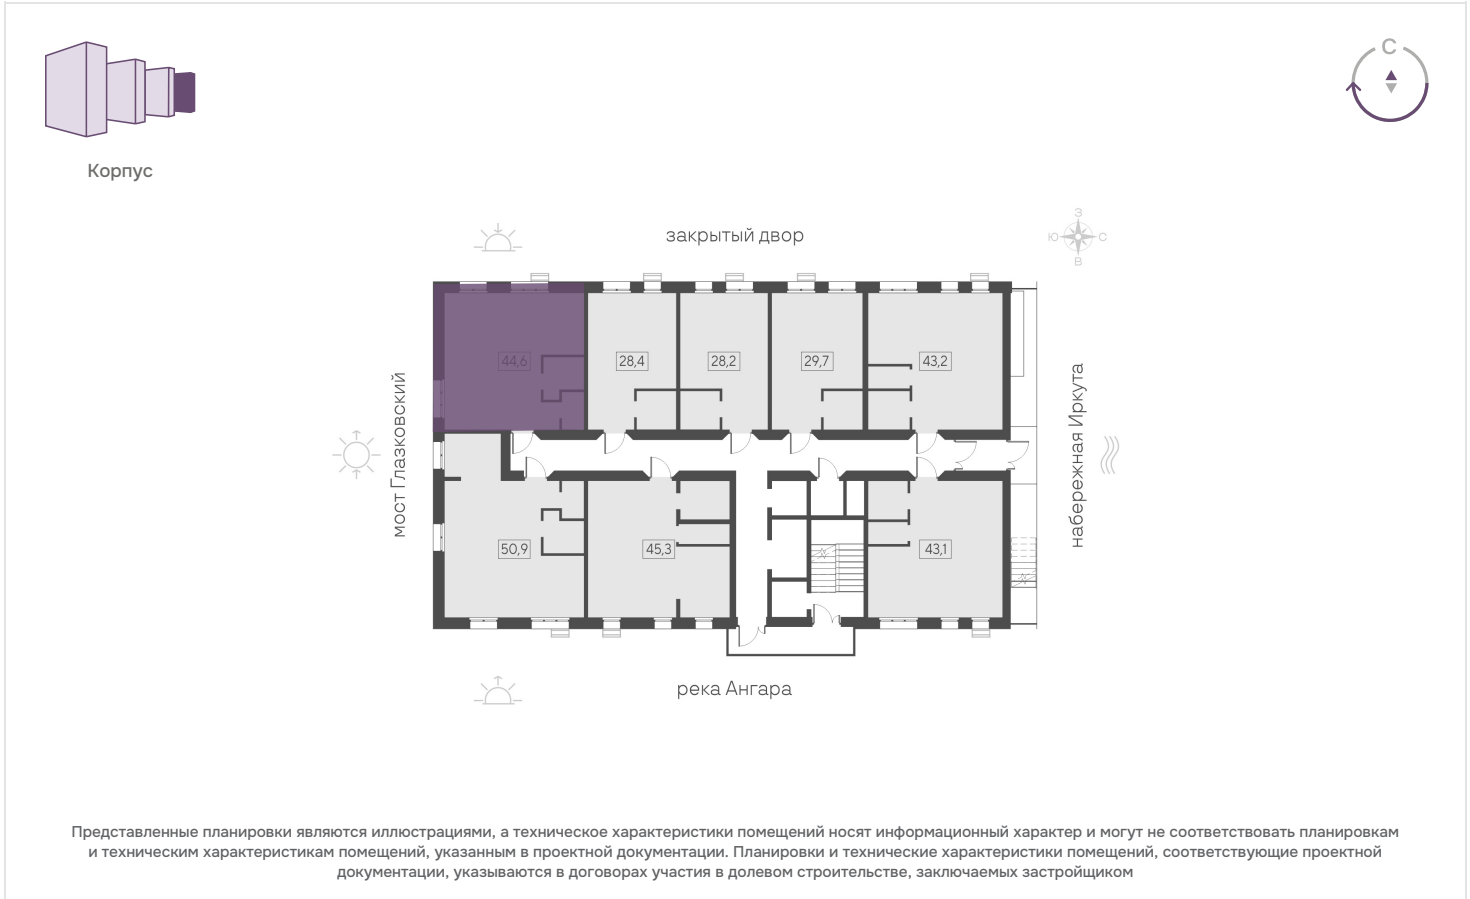 С
Корпус
закрытый двор
З
Ю
С
В
44,6
28,4
28,2
29,7
43,2
мост Глазковский
набережная Иркута
50,9
45,3
43,1
река Ангара
Представленные планировки являются иллюстрациями, а техническое характеристики помещений носят информационный характер и могут не соответствовать планировкам
и техническим характеристикам помещений, указанным в проектной документации. Планировки и технические характеристики помещений, соответствующие проектной
документации, указываются в договорах участия в долевом строительстве, заключаемых застройщиком